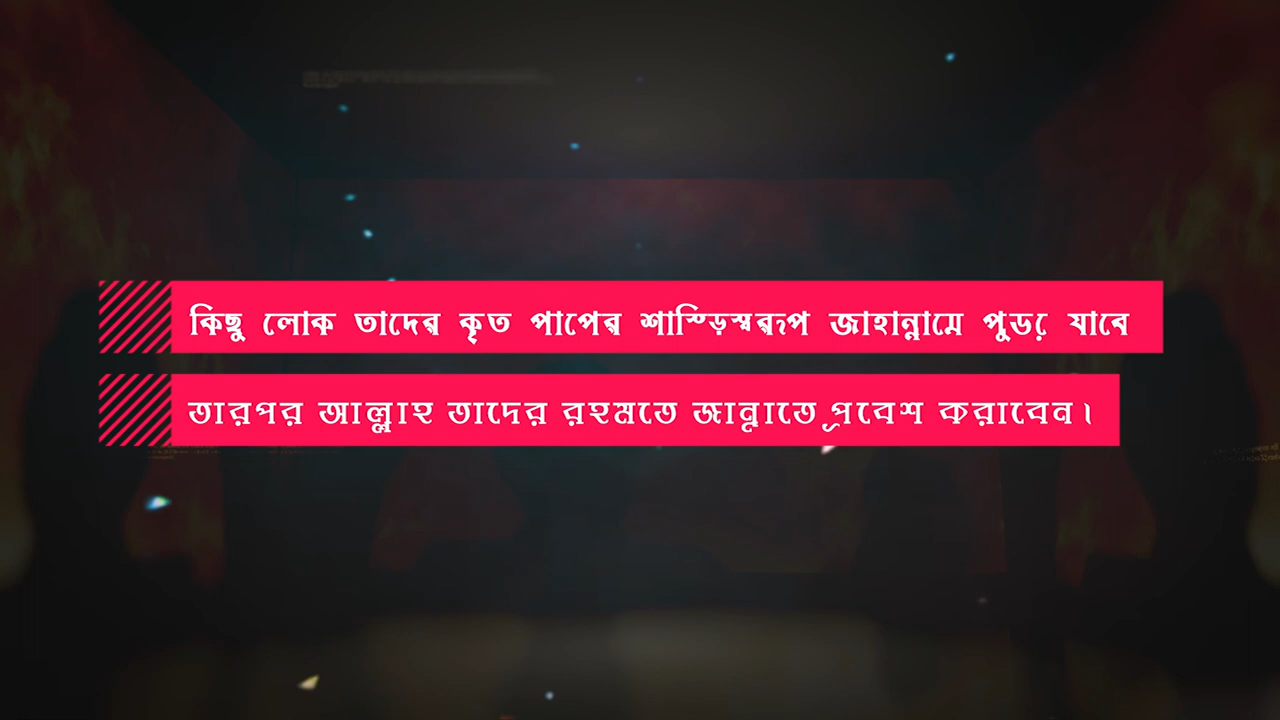 কিছু লোক তাদের কৃত পাপের শাস্তিস্বরূপ জাহান্নামে পুড়ে যাবে
তারপর আল্লাহ তাদের রহমতে জান্নাতে প্রবেশ করাবেন।